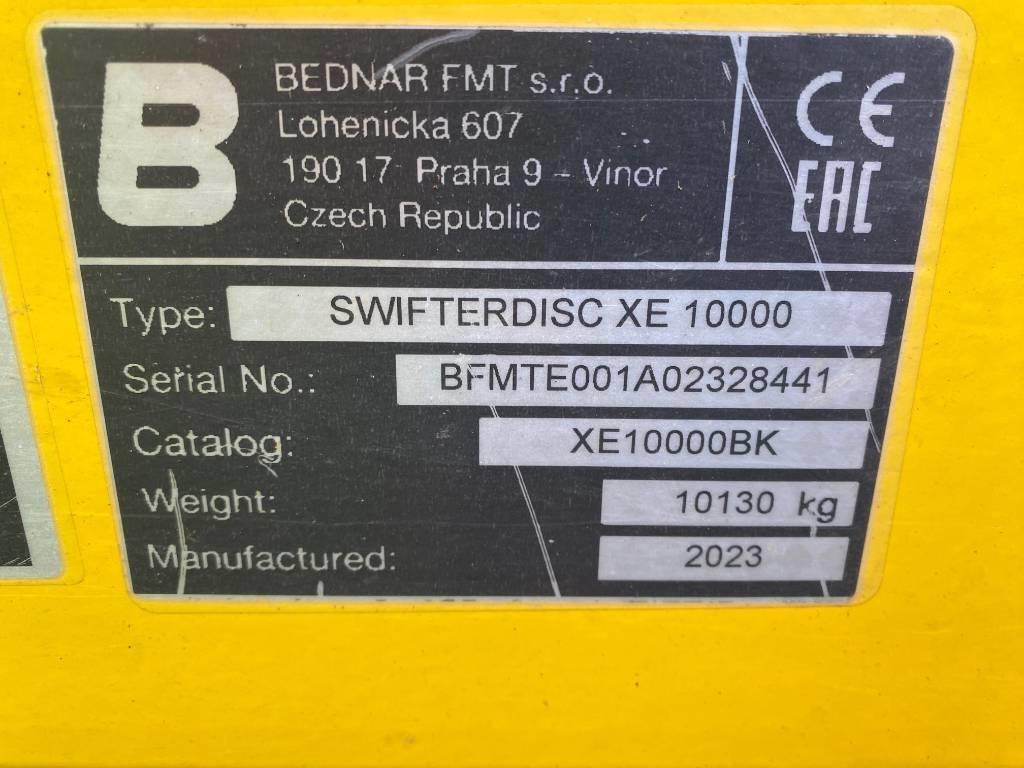 B
BEDNAR FMT s.r.o.
Lohenicka 607
190 17 Praha 9 – Vinor
Czech Republic
CE
EAC
Type: SWIFTERDISC XE 10000
Serial No.: BFMTE001A02328441
Catalog: XE10000BK
Weight: 10130 kg
Manufactured: 2023